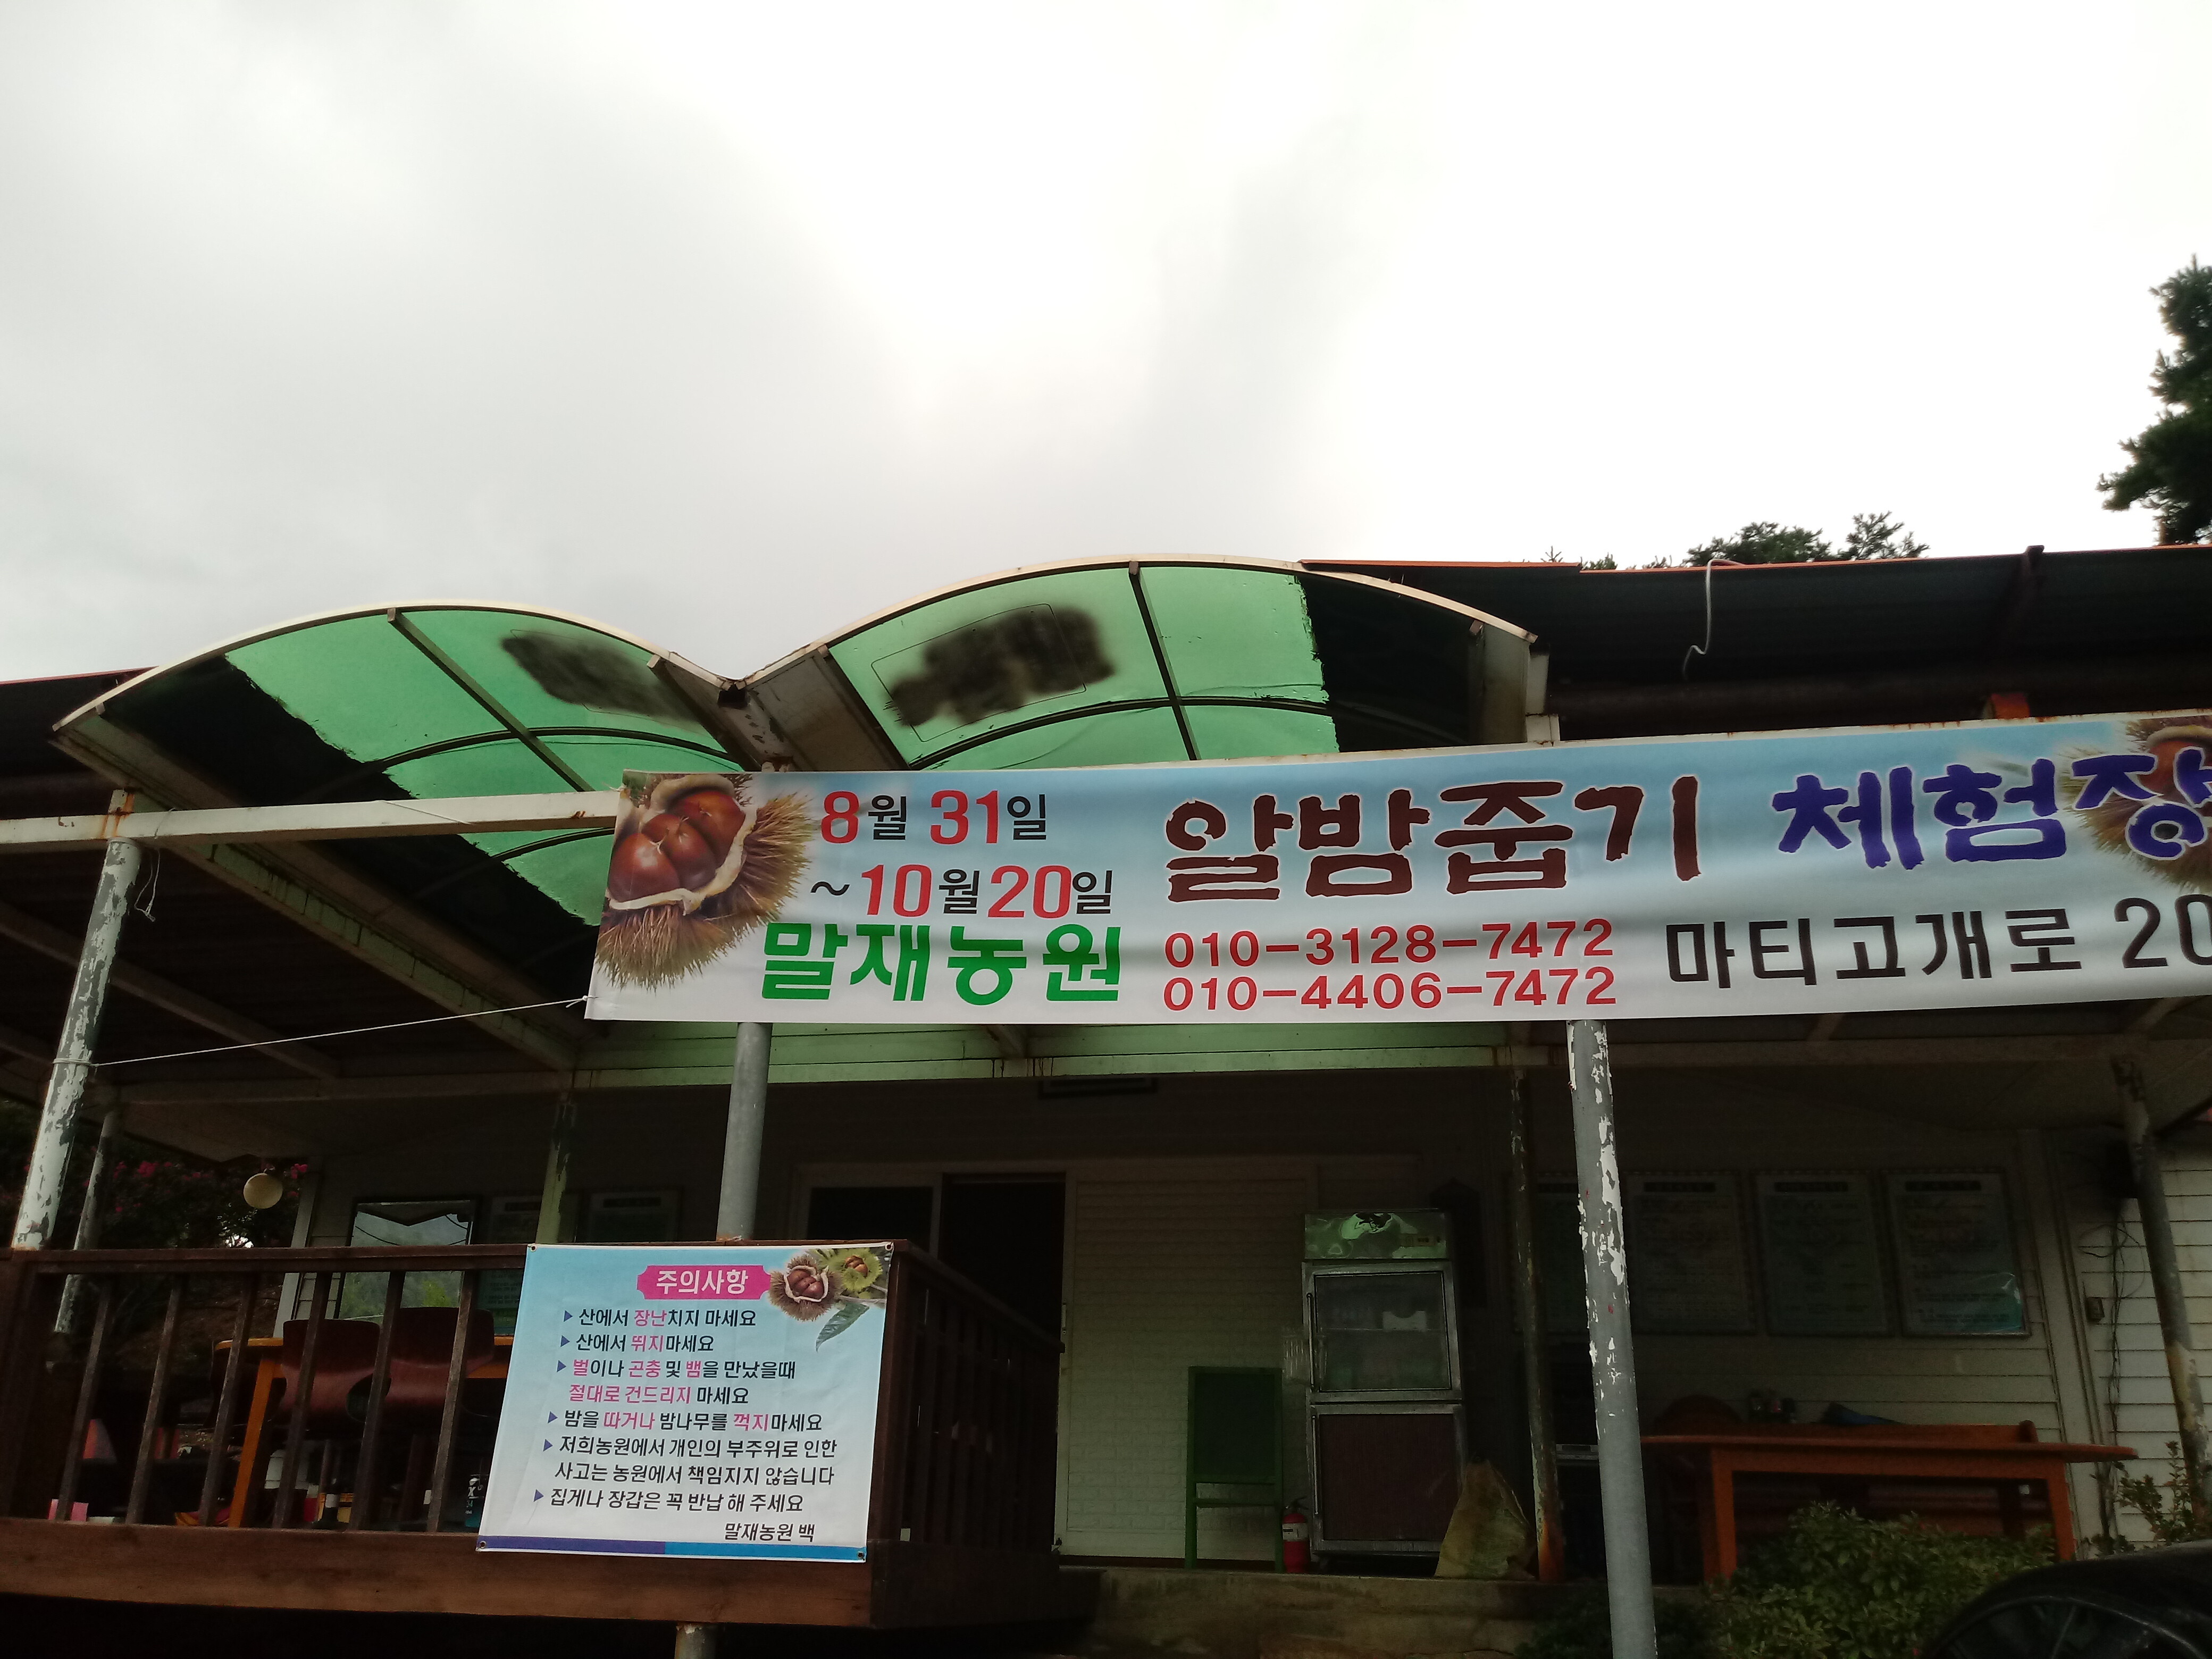 8월 31일
~10월20일
말재농원
알밤줍기 체험장
010-3128-7472
010-4406-7472
마티고개로 20
주의사항
▶산에서 장난치지 마세요
▶산에서 뛰지마세요
▶벌이나 곤충 및 뱀을 만났을때
절대로 건드리지 마세요
▶밤을 따거나 밤나무를 꺽지마세요
▶저희농원에서 개인의 부주위로 인한
사고는 농원에서 책임지지 않습니다
▶집게나 장갑은 꼭 반납 해 주세요
말재농원 백